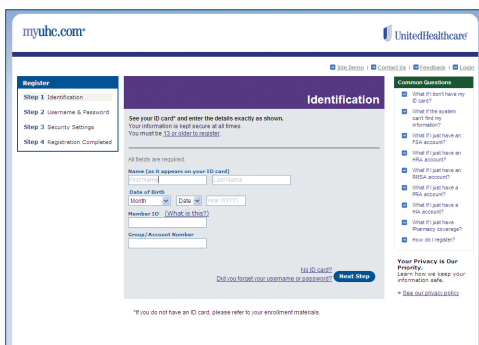 myuhc.com®
UnitedHealthcare®
Site Demo | Contact Us | Feedback | Login
Register
Step 1 Identification
Step 2 Username & Password
Step 3 Security Settings
Step 4 Registration Completed
Identification
See your ID card* and enter the details exactly as shown.
Your information is kept secure at all times.
You must be 13 or older to register.
All fields are required.
Name (as it appears on your ID card)
First Name Last Name
Date of Birth
Month Date Year (YYYY)
Member ID (What is this?)
Group/Account Number
No ID card?
Did you forget your username or password? Next Step
*If you do not have an ID card, please refer to your enrollment materials.
Common Questions
What if I don't have my
ID card?
What if the system
can't find my
information?
What if I just have an
FSA account?
What if I just have an
HRA account?
What if I just have an
RMSA account?
What if I just have a
PRA account?
What if I just have a
HIA account?
What if I just have
Pharmacy coverage?
How do I register?
Your Privacy is Our
Priority.
Learn how we keep your
information safe.
» See our privacy policy